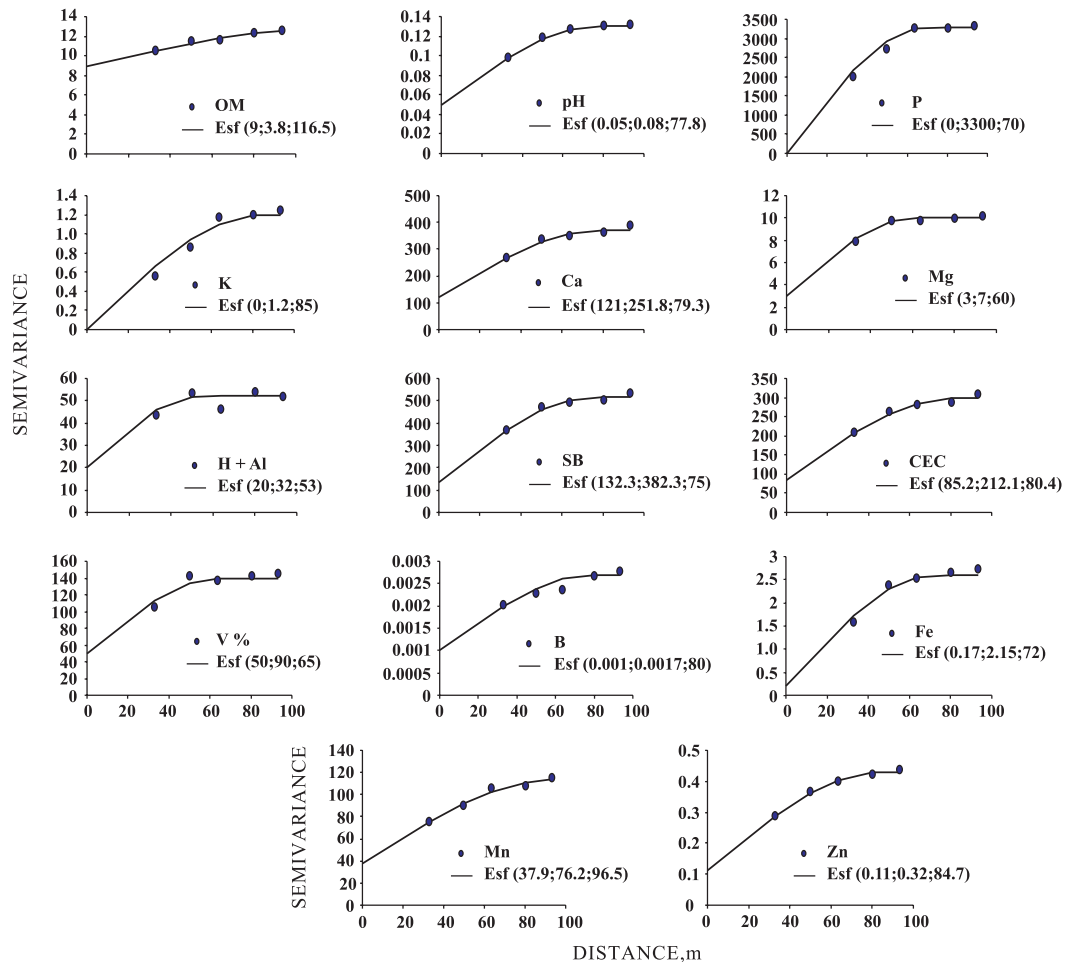 SEMIVARIANCE
14
12
10
8
6
4
2
0
OM
Esf (9;3.8;116.5)
0.14
0.12
0.1
0.08
0.06
0.04
0.02
0
pH
Esf (0.05;0.08;77.8)
3500
3000
2500
2000
1500
1000
500
0
P
Esf (0;3300;70)
1.4
1.2
1.0
0.8
0.6
0.4
0.2
0
K
Esf (0;1.2;85)
500
400
300
200
100
0
Ca
Esf (121;251.8;79.3)
12
10
8
6
4
2
0
Mg
Esf (3;7;60)
60
50
40
30
20
10
0
H + Al
Esf (20;32;53)
600
500
400
300
200
100
0
SB
Esf (132.3;382.3;75)
350
300
250
200
150
100
50
0
CEC
Esf (85.2;212.1;80.4)
160
140
120
100
80
60
40
20
0
V %
Esf (50;90;65)
0 20 40 60 80 100
0.003
0.0025
0.002
0.0015
0.001
0.0005
0
B
Esf (0.001;0.0017;80)
0 20 40 60 80 100
3
2.5
2
1.5
1
0.5
0
Fe
Esf (0.17;2.15;72)
0 20 40 60 80 100
SEMIVARIANCE
140
120
100
80
60
40
20
0
Mn
Esf (37.9;76.2;96.5)
0 20 40 60 80 100
0.5
0.4
0.3
0.2
0.1
0
Zn
Esf (0.11;0.32;84.7)
0 20 40 60 80 100
DISTANCE,m